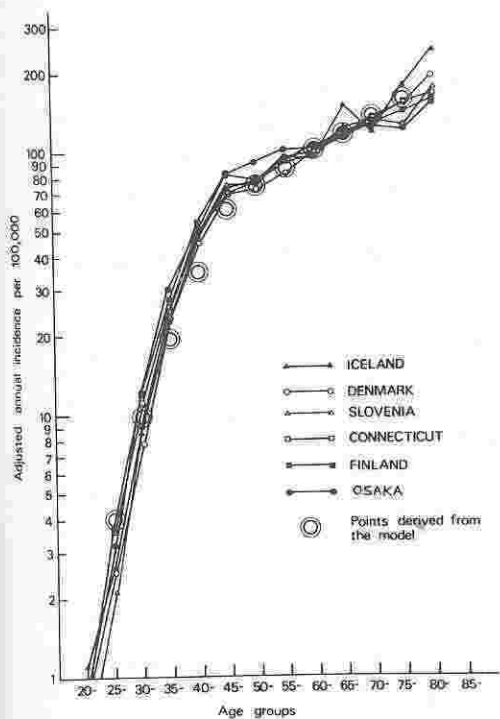 Adjusted annual incidence per 100,000
300
200
100
90
80
70
60
50
40
30
20
10
9
8
7
6
5
4
3
2
1
ICELAND
DENMARK
SLOVENIA
CONNECTICUT
FINLAND
OSAKA
Points derived from
the model
20- 25- 30- 35- 40- 45- 50- 55- 60- 65- 70- 75- 80- 85-
Age groups